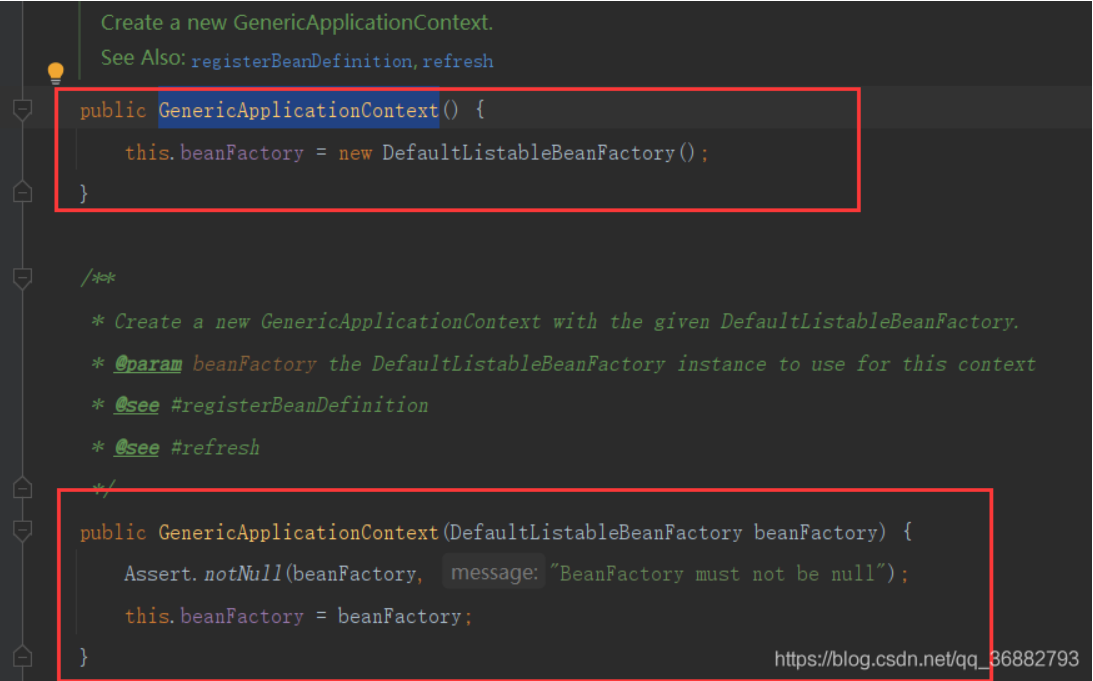 Create a new GenericApplicationContext.
See Also: registerBeanDefinition, refresh
public GenericApplicationContext() {
this.beanFactory = new DefaultListableBeanFactory();
}
/**
* Create a new GenericApplicationContext with the given DefaultListableBeanFactory.
* @param beanFactory the DefaultListableBeanFactory instance to use for this context
* @see #registerBeanDefinition
* @see #refresh
*/
public GenericApplicationContext(DefaultListableBeanFactory beanFactory) {
Assert.notNull(beanFactory, message: "BeanFactory must not be null");
this.beanFactory = beanFactory;
}
https://blog.csdn.net/qq_36882793